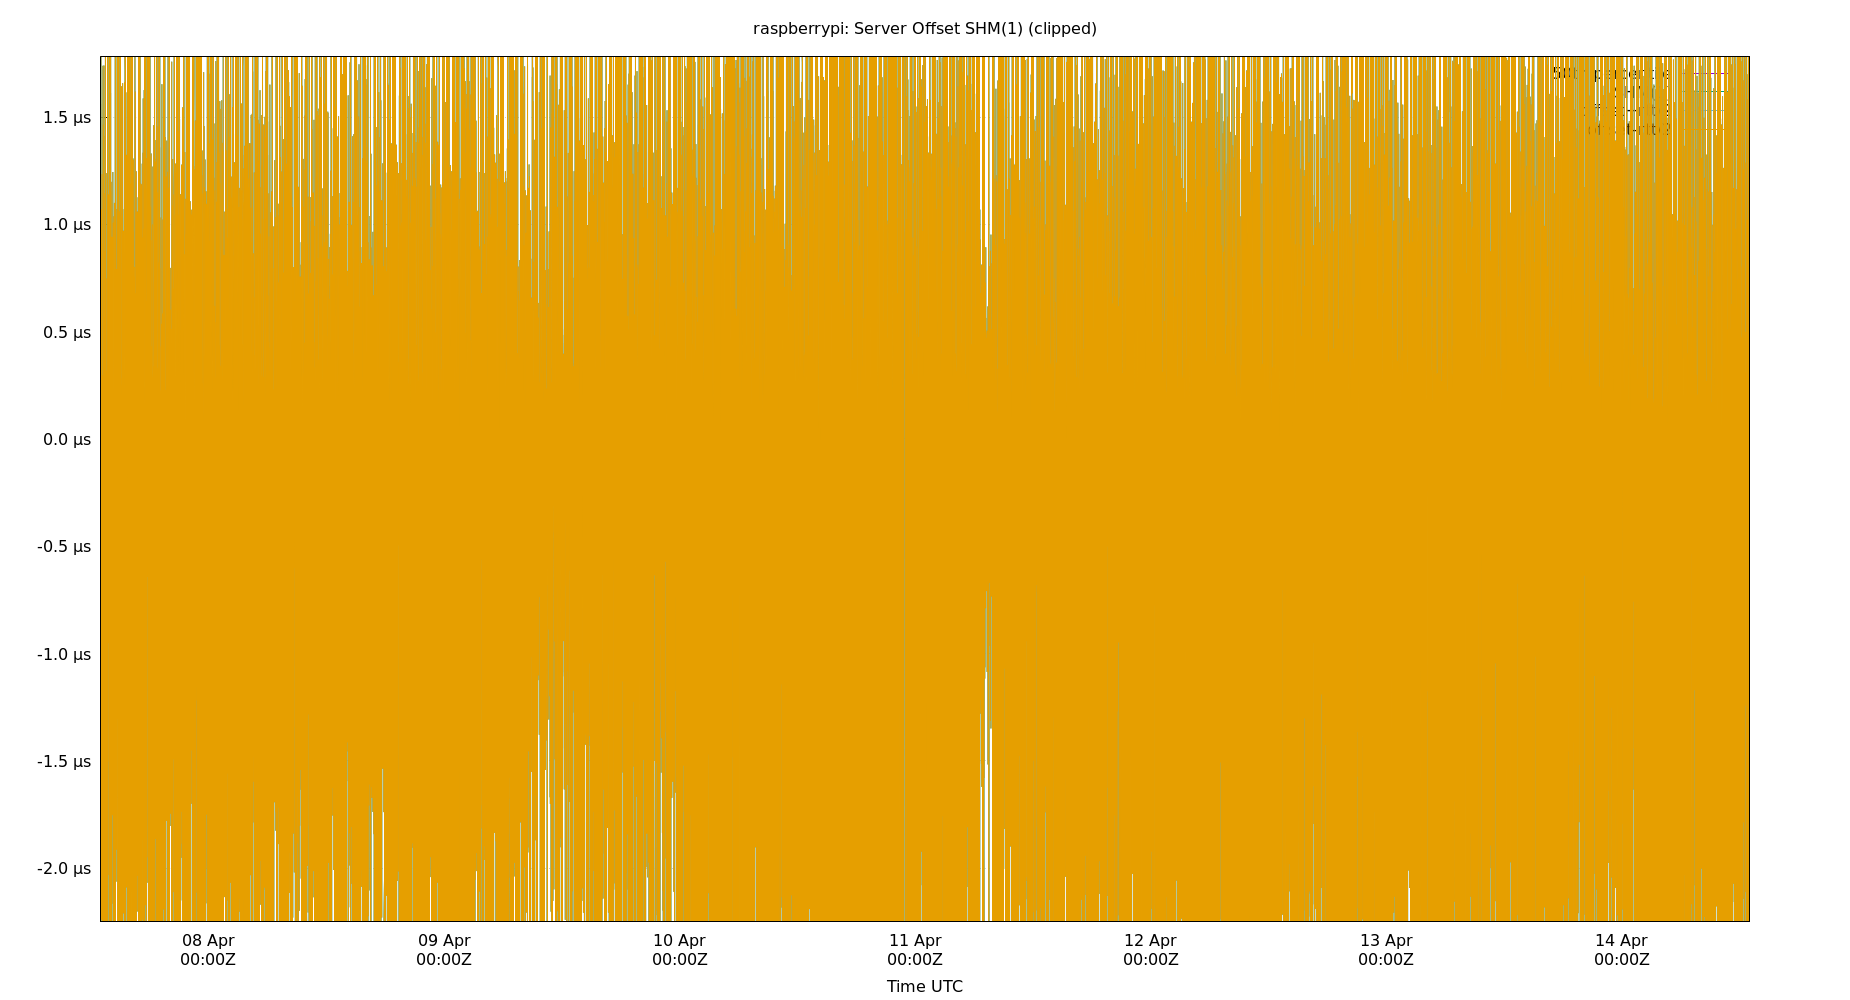 raspberrypi: Server Offset SHM(1) (clipped)
1.5 µs
1.0 µs
0.5 µs
0.0 µs
-0.5 µs
-1.0 µs
-1.5 µs
-2.0 µs
08 Apr 09 Apr 10 Apr 11 Apr 12 Apr 13 Apr 14 Apr
00:00Z 00:00Z 00:00Z 00:00Z 00:00Z 00:00Z 00:00Z
Time UTC